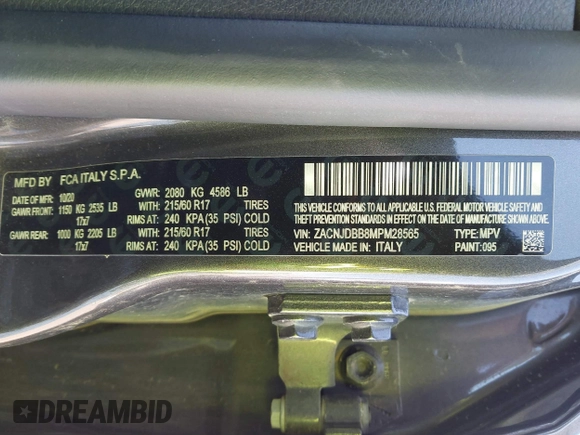 MFD BY FCA ITALY S.P.A.
DATE OF MFR: 10/20 GVWR: 2080 KG 4586 LB
GAWR FRONT: 1150 KG 2535 LB WITH: 215/60 R17 TIRES
17x7 RIMS AT: 240 KPA (35 PSI) COLD
GAWR REAR: 1000 KG 2205 LB WITH: 215/60 R17 TIRES
17x7 RIMS AT: 240 KPA (35 PSI) COLD
THIS VEHICLE CONFORMS TO ALL APPLICABLE U.S. FEDERAL MOTOR VEHICLE SAFETY
AND THEFT PREVENTION STANDARDS IN EFFECT ON THE DATE OF MANUFACTURE SHOWN ABOVE.
VIN: ZACNJDBB8MPM28565 TYPE: MPV
VEHICLE MADE IN: ITALY PAINT: 095
DREAMBID